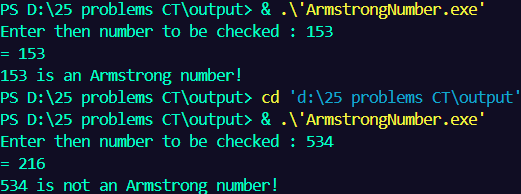 PS D:\25 problems CT\output> & .\'ArmstrongNumber.exe'
Enter then number to be checked : 153
= 153
153 is an Armstrong number!
PS D:\25 problems CT\output> cd 'd:\25 problems CT\output'
PS D:\25 problems CT\output> & .\'ArmstrongNumber.exe'
Enter then number to be checked : 534
= 216
534 is not an Armstrong number!